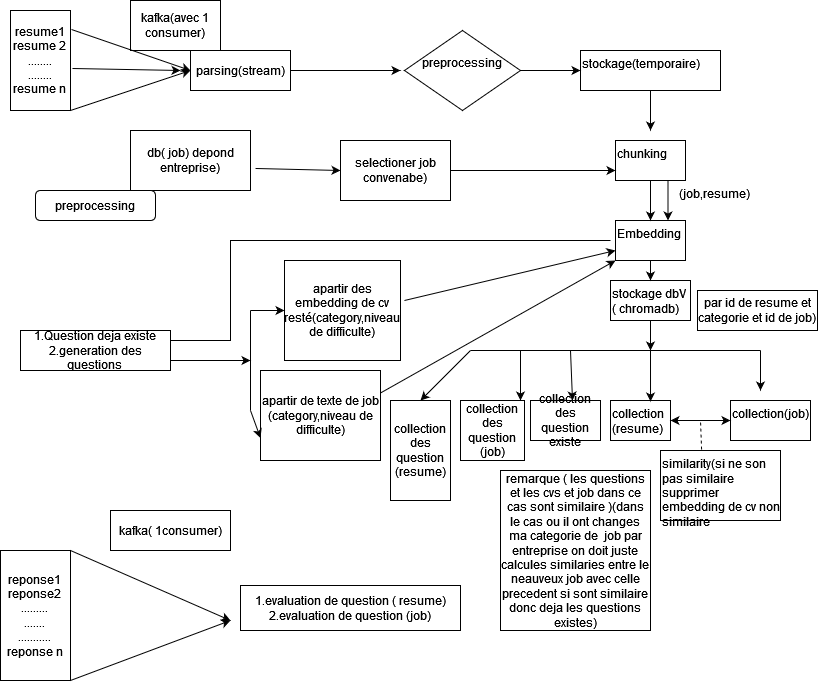 resume1
resume 2
........
........
resume n
kafka(avec 1
consumer)
parsing(stream)
preprocessing
stockage(temporaire)
db( job) depond
entreprise)
preprocessing
selectioner job
convenabe)
chunking
(job,resume)
Embedding
stockage dbV
( chromadb)
par id de resume et
categorie et id de job)
1.Question deja existe
2.generation des
questions
apartir des
embedding de cv
resté(category,niveau
de difficulte)
apartir de texte de job
(category,niveau de
difficulte)
collection
des
question
(resume)
collection
des
question
(job)
collection
des
question
existe
collection
(resume)
collection(job)
similarity(si ne son
pas similaire
supprimer
embedding de cv non
similaire
remarque ( les questions
et les cvs et job dans ce
cas sont similaire )(dans
le cas ou il ont changes
ma categorie de  job par
entreprise on doit juste
calcules similaries entre le
neauveux job avec celle
precedent si sont similaire
donc deja les questions
existes)
kafka( 1consumer)
reponse1
reponse2
.........
.......
...........
reponse n
1.evaluation de question ( resume)
2.evaluation de question (job)